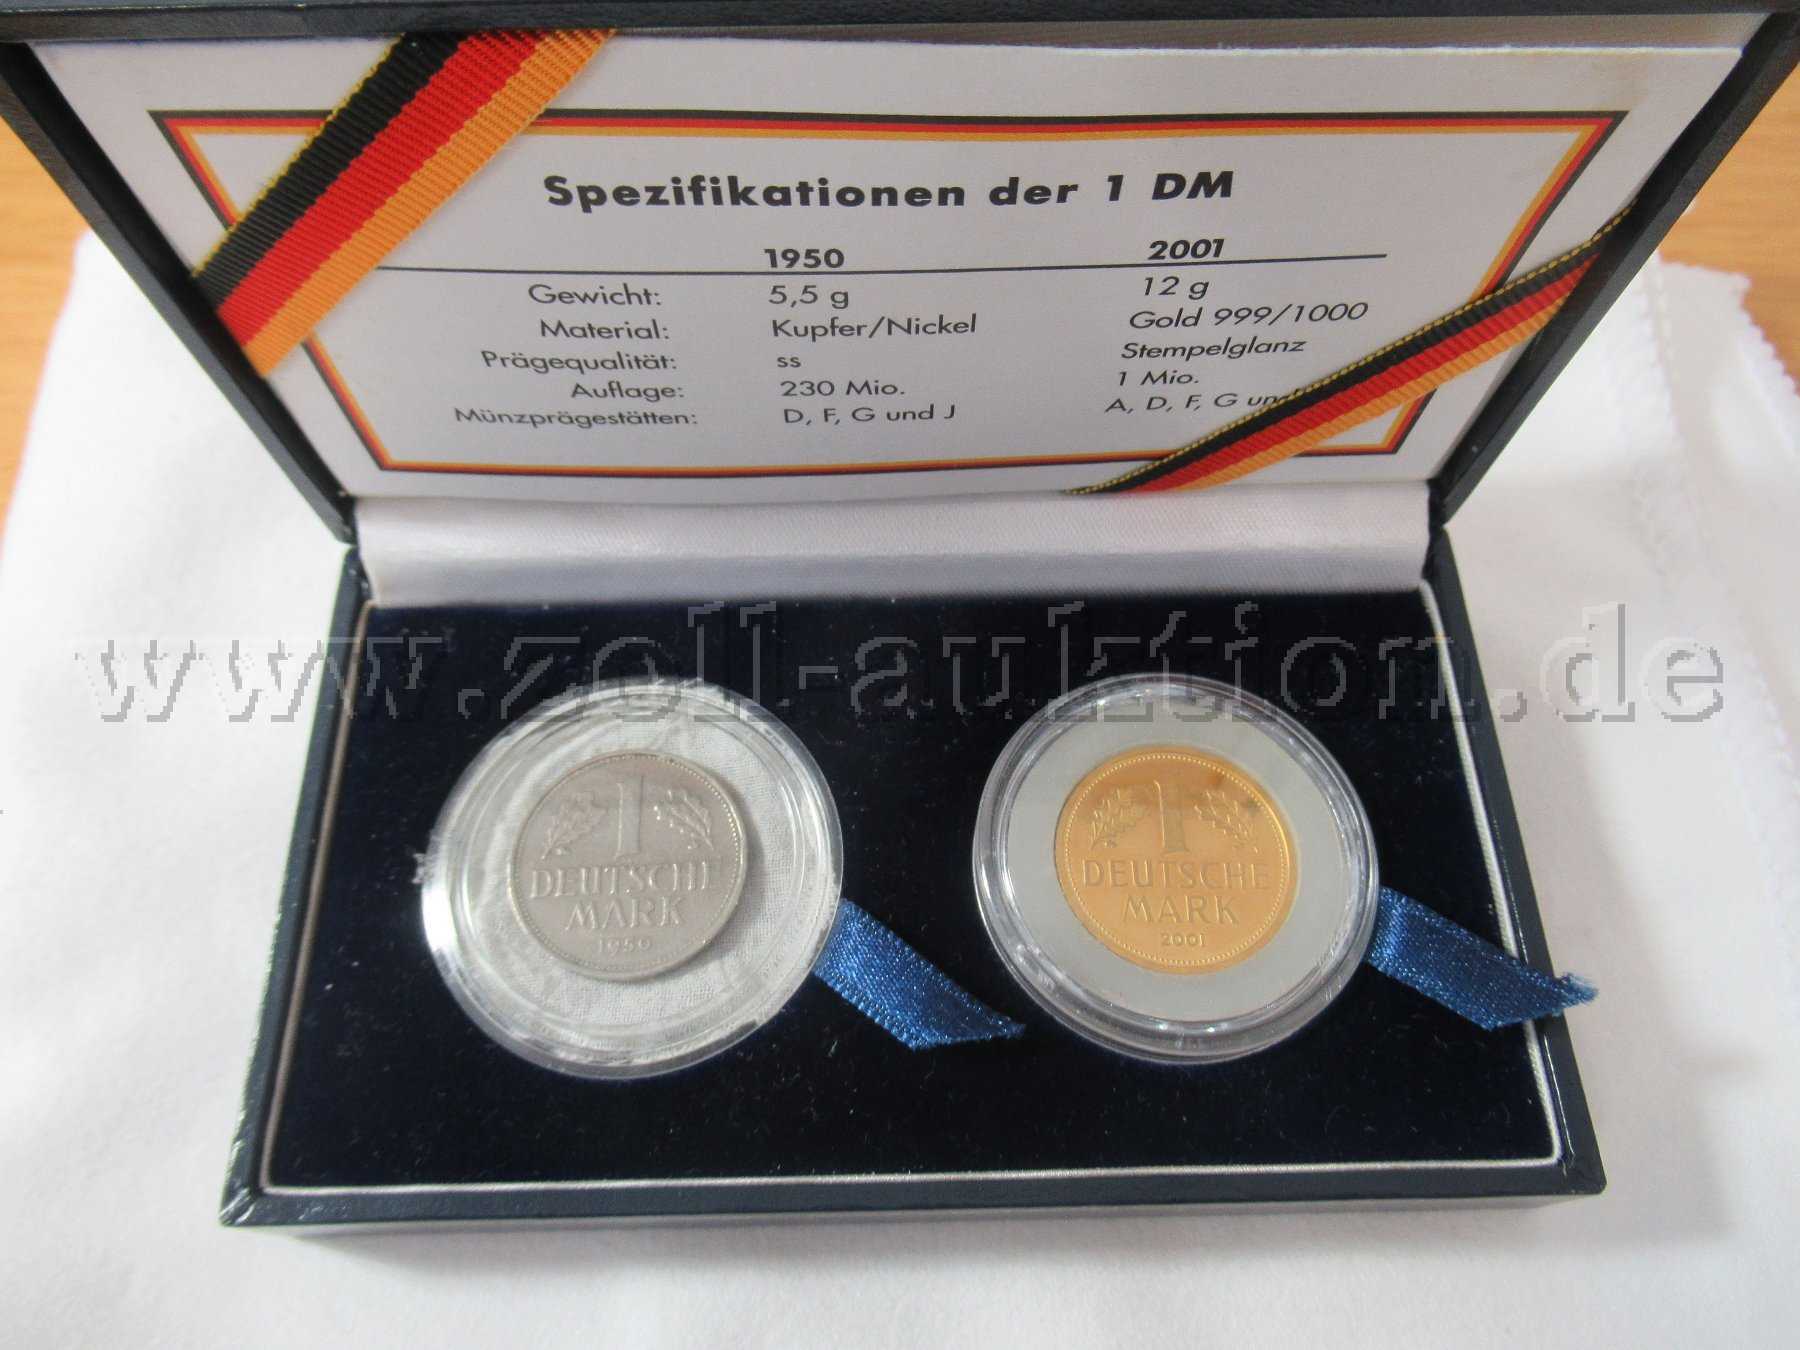 Spezifikationen der 1 DM
1950 2001
Gewicht: 5,5 g 12 g
Material: Kupfer/Nickel Gold 999/1000
Prägequalität: ss Stempelglanz
Auflage: 230 Mio. 1 Mio.
Münzprägestätten: D, F, G und J A, D, F, G
www.zoll-auktion.de
1
DEUTSCHE
MARK
1950
1
DEUTSCHE
MARK
2001